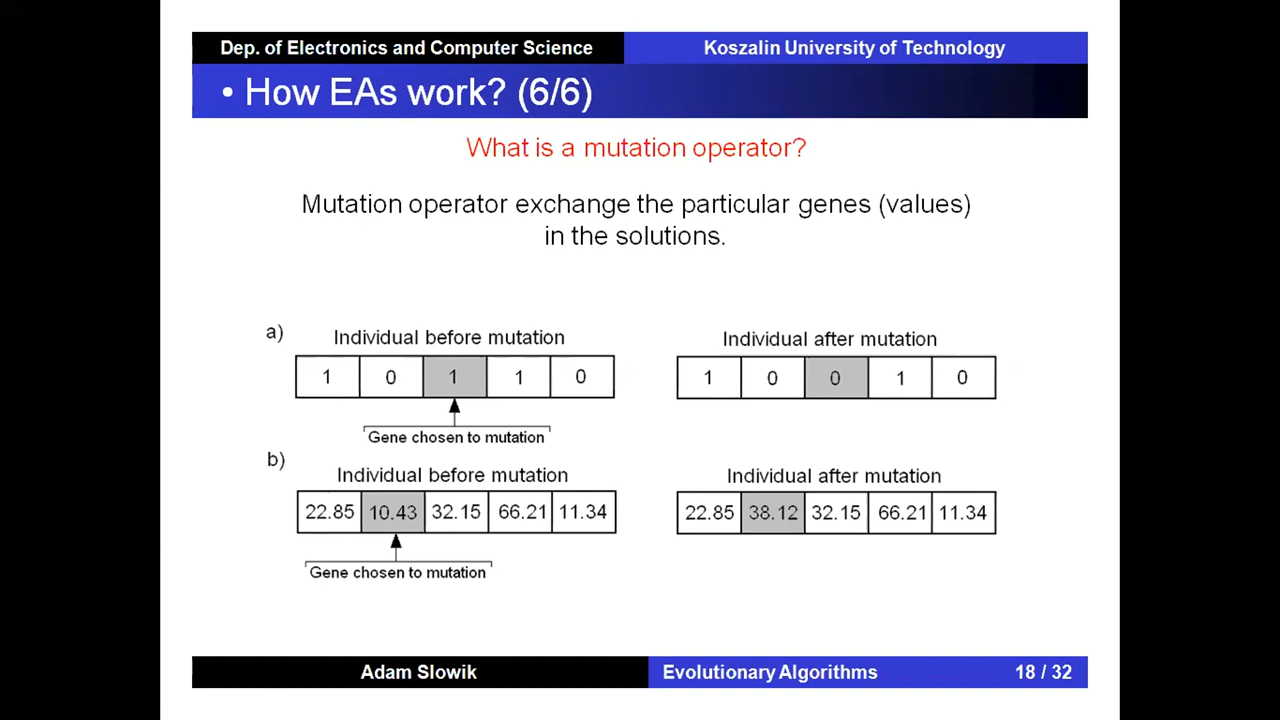 Dep. of Electronics and Computer Science
Koszalin University of Technology
• How EAs work? (6/6)
What is a mutation operator?
Mutation operator exchange the particular genes (values)
in the solutions.
a)
Individual before mutation
1 0 1 1 0
Gene chosen to mutation
Individual after mutation
1 0 0 1 0
b)
Individual before mutation
22.85 10.43 32.15 66.21 11.34
Gene chosen to mutation
Individual after mutation
22.85 38.12 32.15 66.21 11.34
Adam Slowik
Evolutionary Algorithms
18 / 32